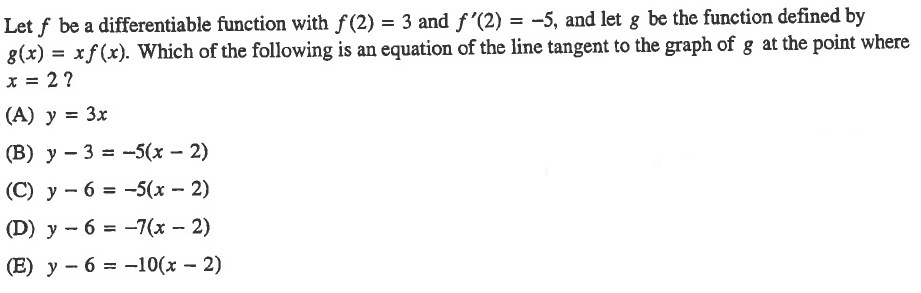 Let f be a differentiable function with f(2) = 3 and f′(2) = −5, and let g be the function defined by
g(x) = xf(x). Which of the following is an equation of the line tangent to the graph of g at the point where
x = 2 ?
(A) y = 3x
(B) y − 3 = −5(x − 2)
(C) y − 6 = −5(x − 2)
(D) y − 6 = −7(x − 2)
(E) y − 6 = −10(x − 2)